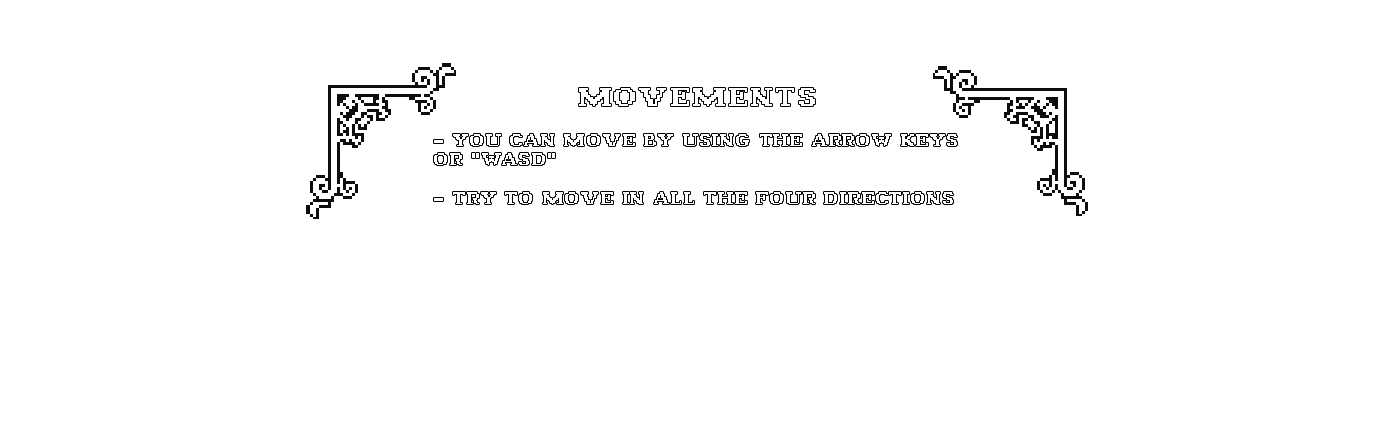 MOVEMENTS
- YOU CAN MOVE BY USING THE ARROW KEYS
OR "WASD"
- TRY TO MOVE IN ALL THE FOUR DIRECTIONS